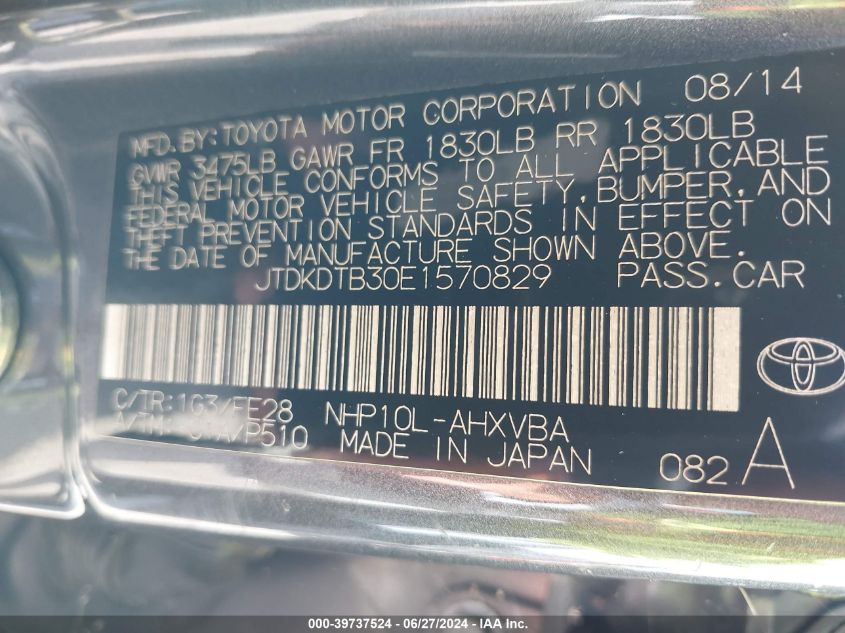 MFD.BY:TOYOTA MOTOR CORPORATION 08/14
GVWR 3475LB GAWR FR 1830LB RR 1830LB
THIS VEHICLE CONFORMS TO ALL APPLICABLE
FEDERAL MOTOR VEHICLE SAFETY,BUMPER,AND
THEFT PREVENTION STANDARDS IN EFFECT ON
THE DATE OF MANUFACTURE SHOWN ABOVE.
JTDKDTB30E1570829 PASS.CAR
C/TR:1G3/FE28 NHP10L-AHXVBA
A/TM: /P510 MADE IN JAPAN 082 A
000-39737524 | 06/27/2024 | IAA Inc.